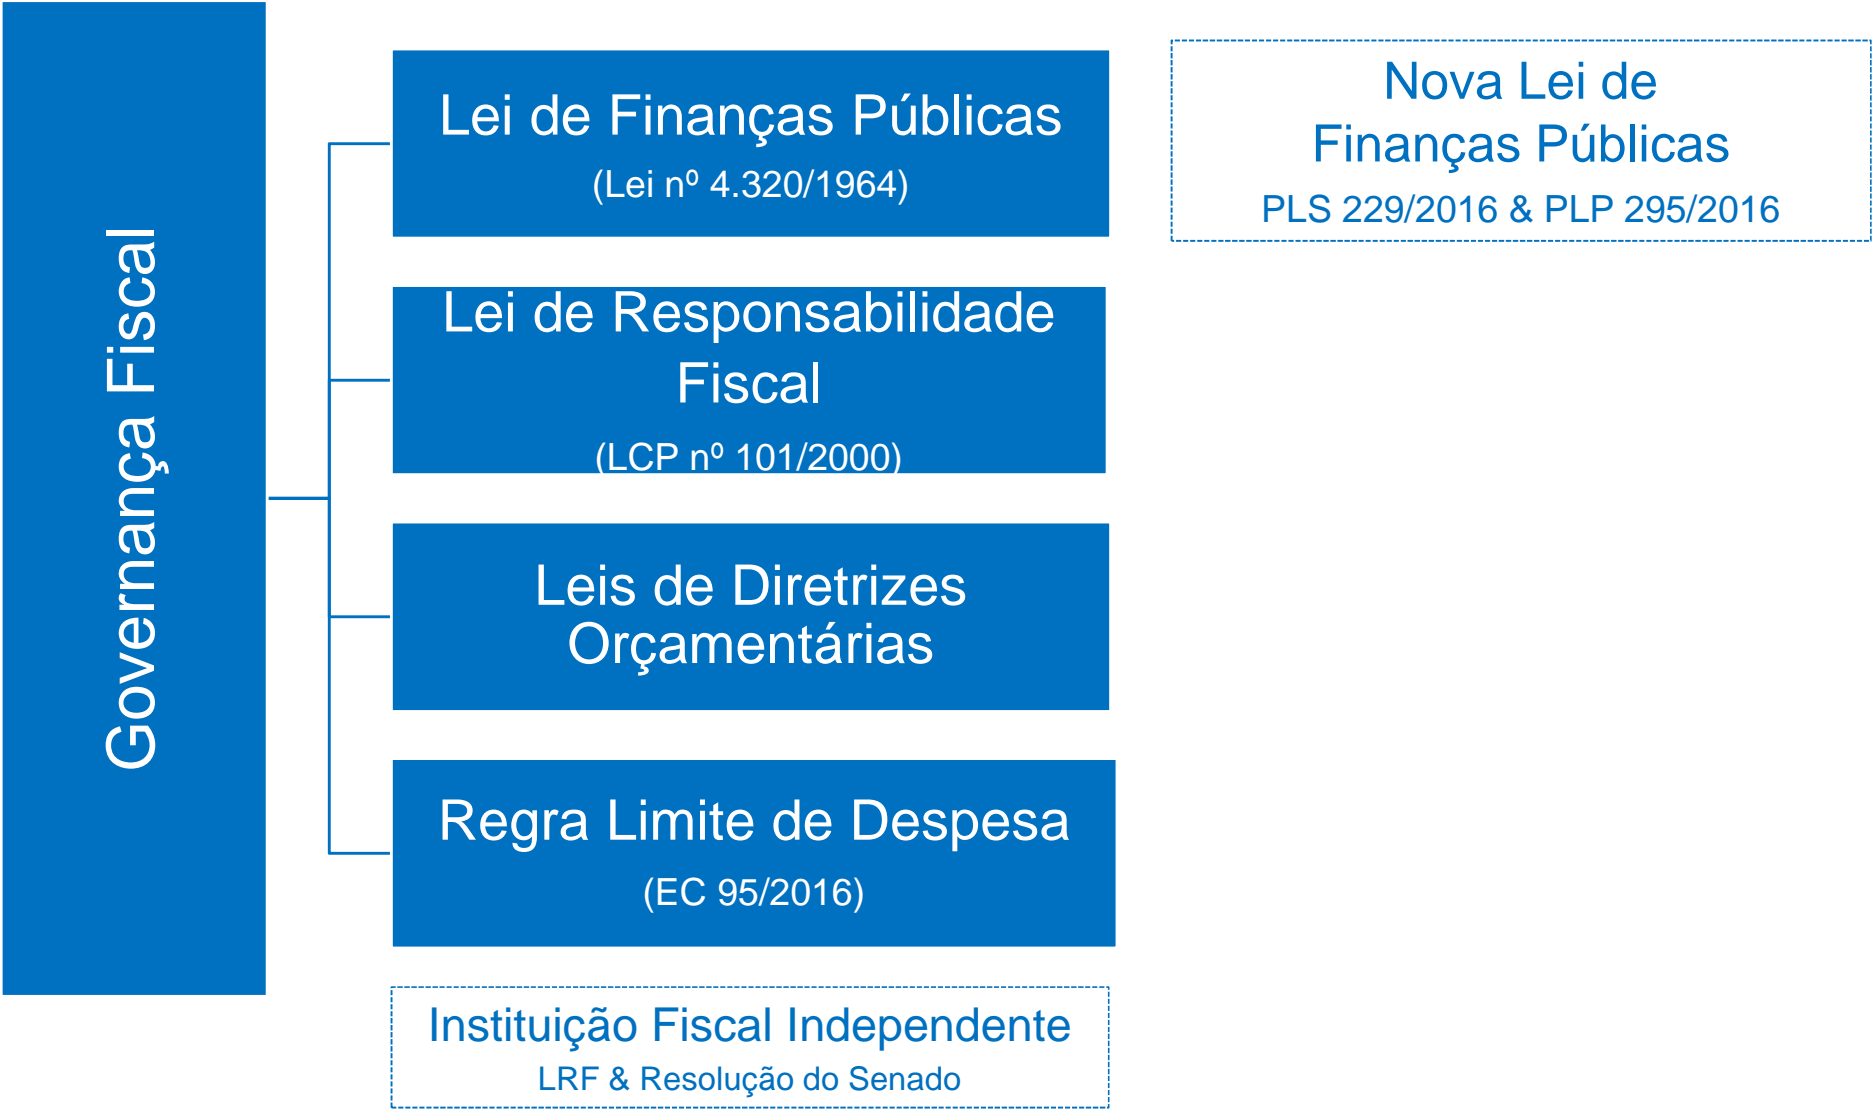 Governança Fiscal
Lei de Finanças Públicas
(Lei nº 4.320/1964)
Nova Lei de
Finanças Públicas
PLS 229/2016 & PLP 295/2016
Lei de Responsabilidade
Fiscal
(LCP nº 101/2000)
Leis de Diretrizes
Orçamentárias
Regra Limite de Despesa
(EC 95/2016)
Instituição Fiscal Independente
LRF & Resolução do Senado